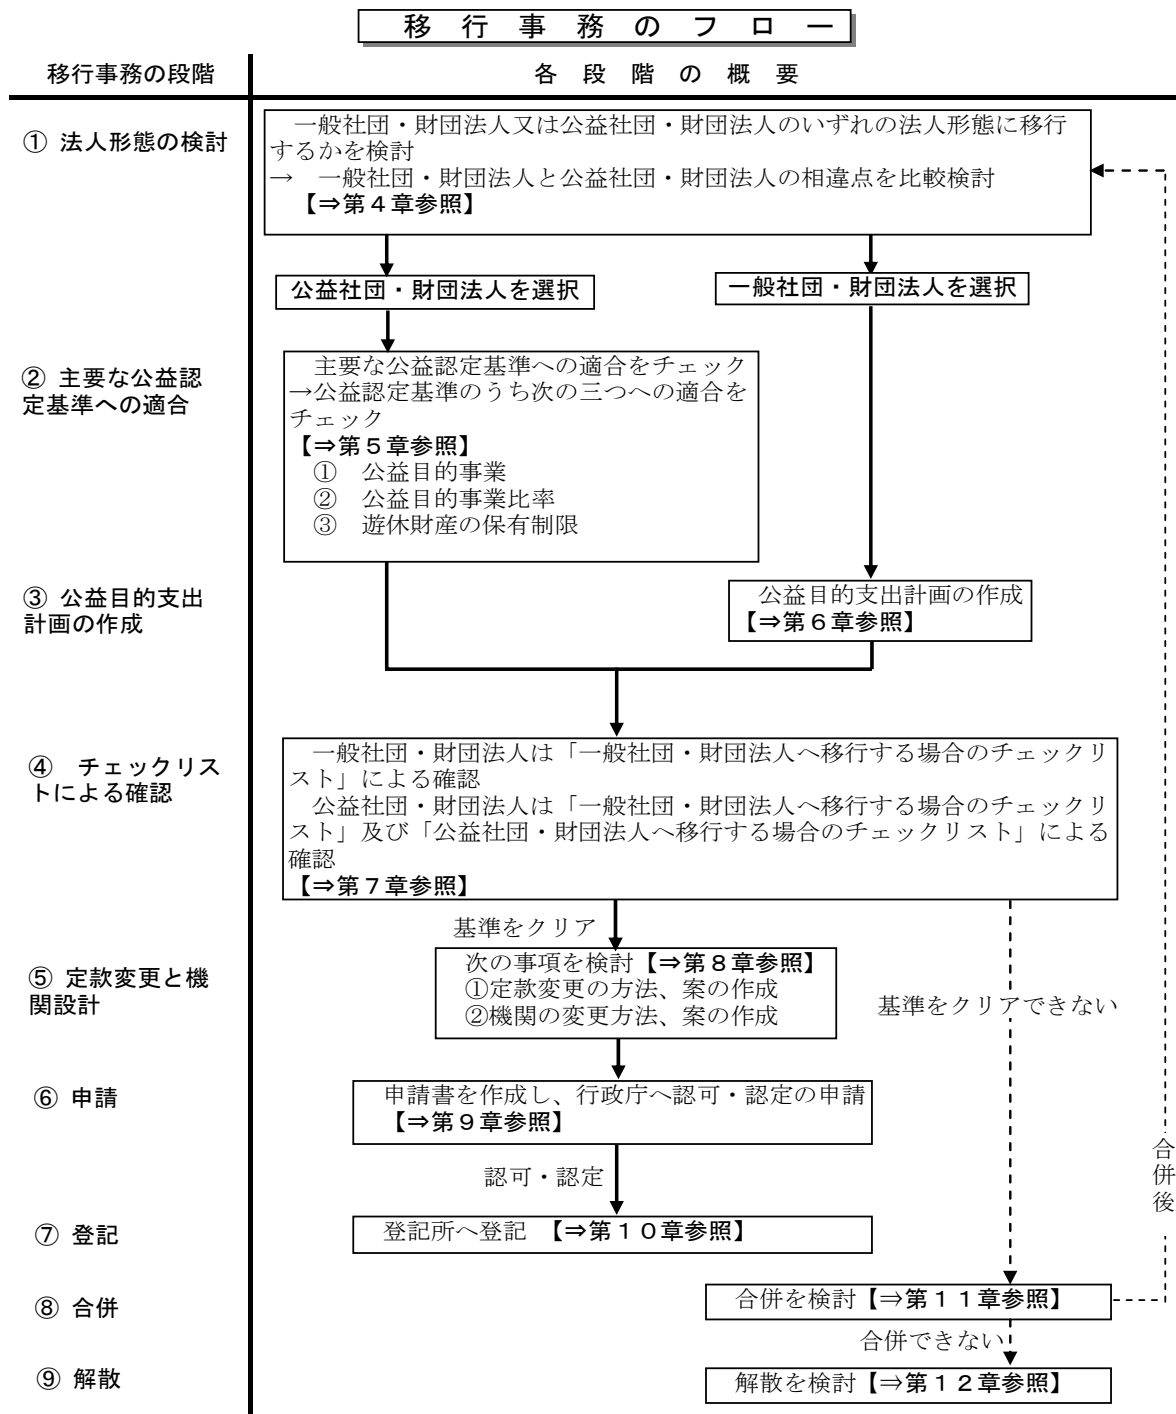 移行事務のフロー
移行事務の段階
各段階の概要
① 法人形態の検討
一般社団・財団法人又は公益社団・財団法人のいずれの法人形態に移行
するかを検討
→ 一般社団・財団法人と公益社団・財団法人の相違点を比較検討
【⇒第４章参照】
公益社団・財団法人を選択
一般社団・財団法人を選択
② 主要な公益認
定基準への適合
主要な公益認定基準への適合をチェック
→公益認定基準のうち次の三つへの適合を
チェック
【⇒第５章参照】
① 公益目的事業
② 公益目的事業比率
③ 遊休財産の保有制限
③ 公益目的支出
計画の作成
公益目的支出計画の作成
【⇒第６章参照】
④ チェックリス
トによる確認
一般社団・財団法人は「一般社団・財団法人へ移行する場合のチェックリ
スト」による確認
公益社団・財団法人は「一般社団・財団法人へ移行する場合のチェックリ
スト」及び「公益社団・財団法人へ移行する場合のチェックリスト」による
確認
【⇒第７章参照】
基準をクリア
基準をクリアできない
⑤ 定款変更と機
関設計
次の事項を検討【⇒第８章参照】
①定款変更の方法、案の作成
②機関の変更方法、案の作成
⑥ 申請
申請書を作成し、行政庁へ認可・認定の申請
【⇒第９章参照】
認可・認定
合併後
⑦ 登記
登記所へ登記 【⇒第１０章参照】
⑧ 合併
合併を検討【⇒第１１章参照】
合併できない
⑨ 解散
解散を検討【⇒第１２章参照】